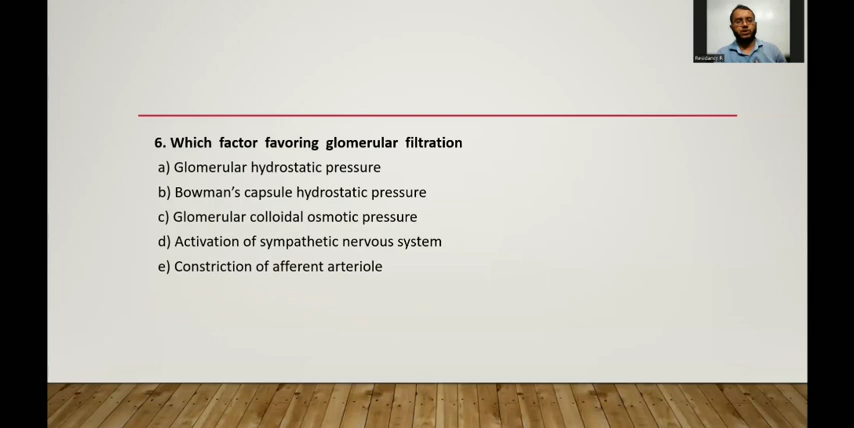 6. Which factor favoring glomerular filtration
a) Glomerular hydrostatic pressure
b) Bowman's capsule hydrostatic pressure
c) Glomerular colloidal osmotic pressure
d) Activation of sympathetic nervous system
e) Constriction of afferent arteriole